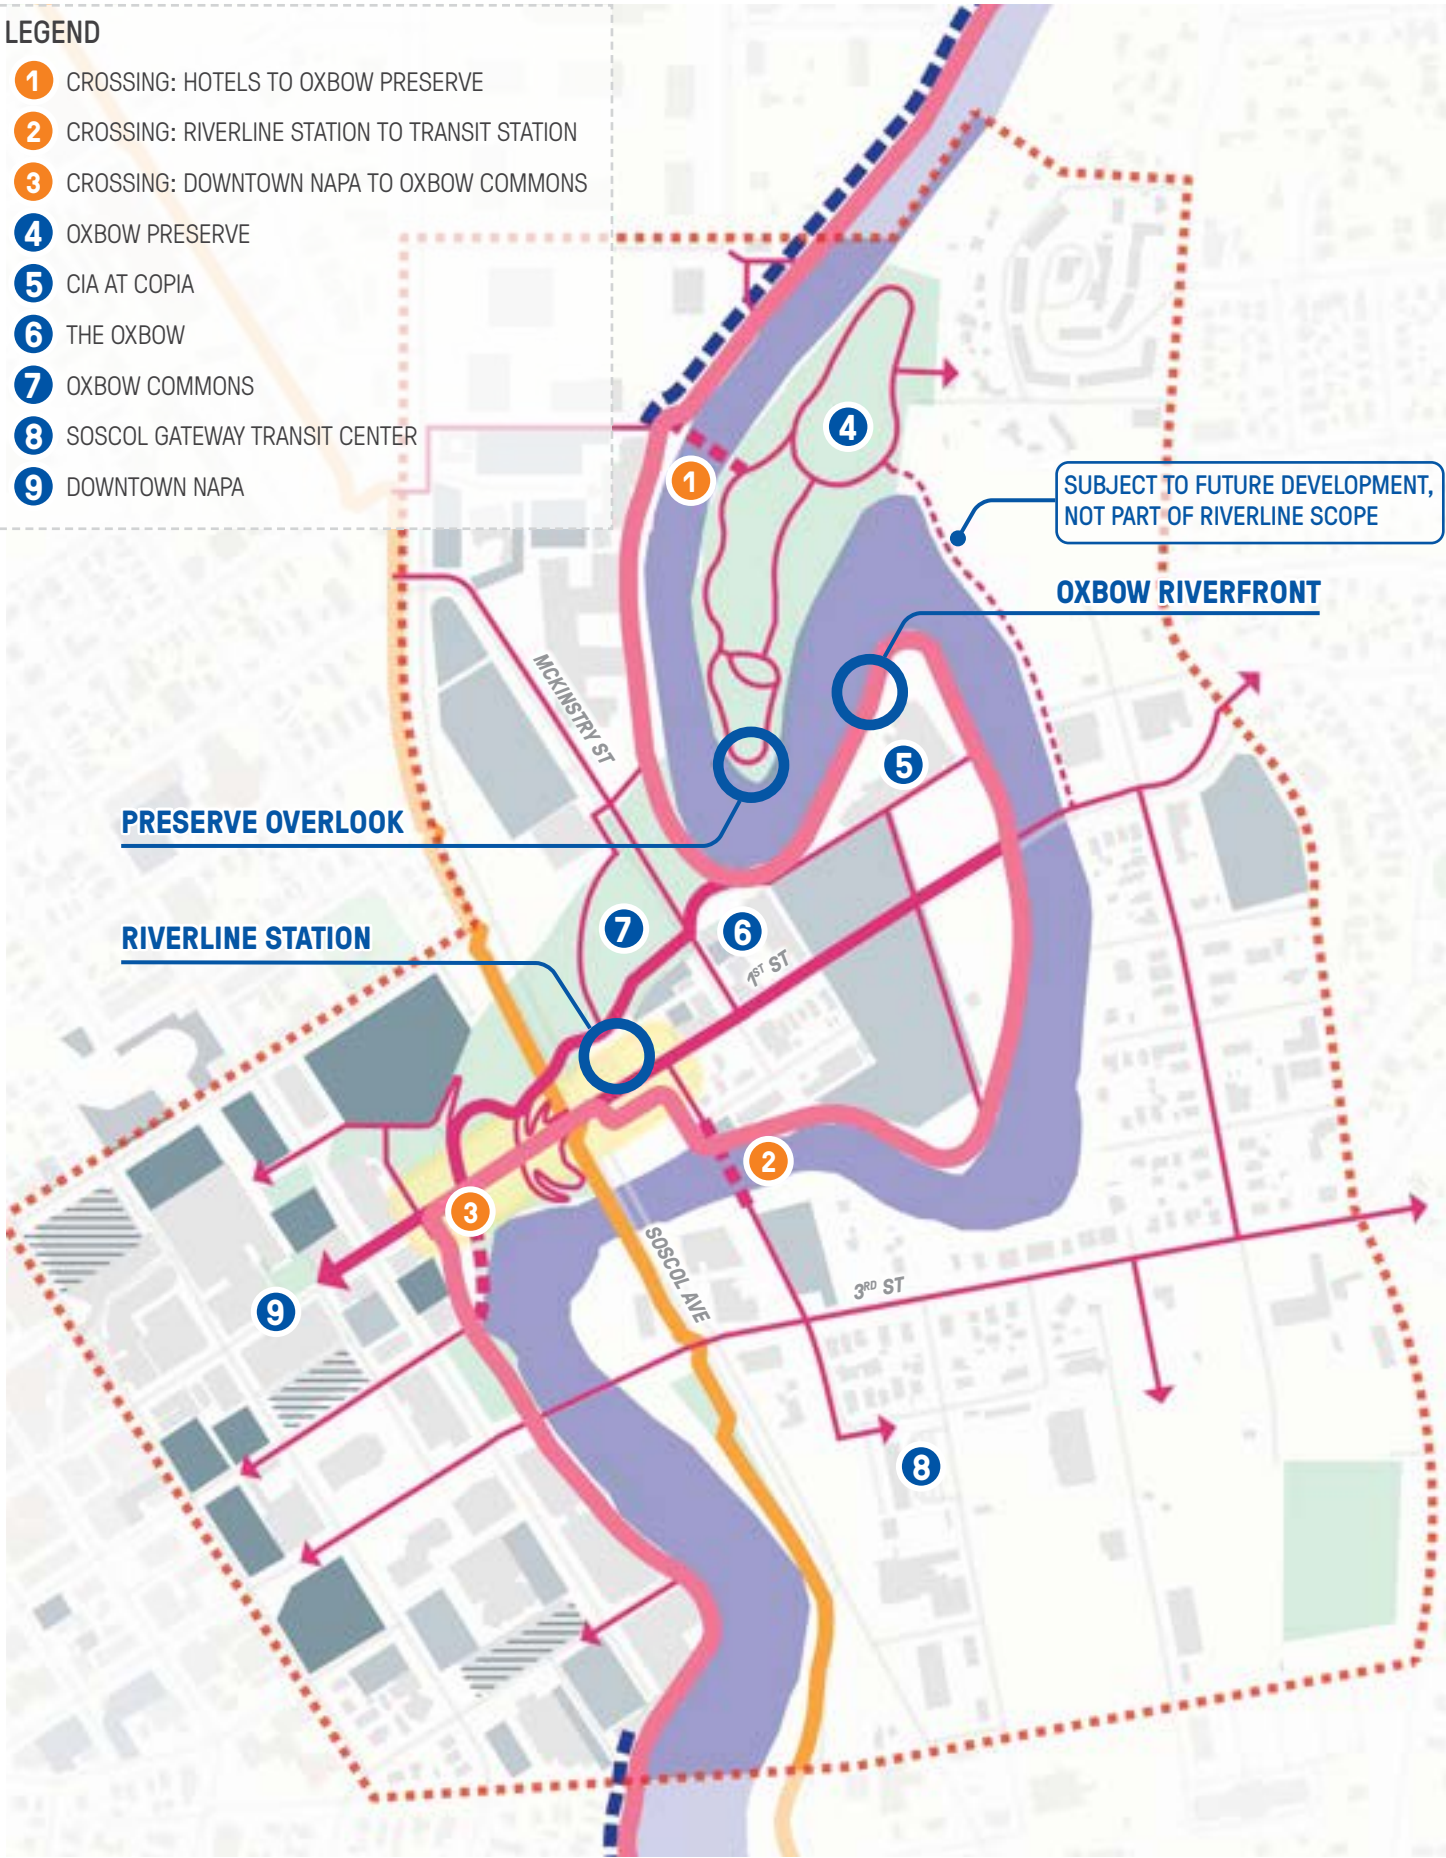 LEGEND
1 CROSSING: HOTELS TO OXBOW PRESERVE
2 CROSSING: RIVERLINE STATION TO TRANSIT STATION
3 CROSSING: DOWNTOWN NAPA TO OXBOW COMMONS
4 OXBOW PRESERVE
5 CIA AT COPIA
6 THE OXBOW
7 OXBOW COMMONS
8 SOSCOL GATEWAY TRANSIT CENTER
9 DOWNTOWN NAPA
4
1
SUBJECT TO FUTURE DEVELOPMENT,
NOT PART OF RIVERLINE SCOPE
OXBOW RIVERFRONT
MCKINSTRY ST
5
PRESERVE OVERLOOK
7
6
RIVERLINE STATION
1ST ST
2
3
SOSCOL AVE
3RD ST
9
8